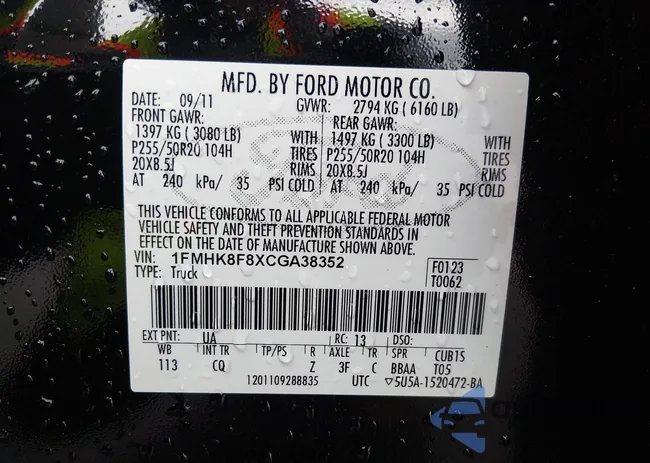 MFD. BY FORD MOTOR CO.
DATE: 09/11 GVWR: 2794 KG ( 6160 LB)
FRONT GAWR: REAR GAWR:
1397 KG ( 3080 LB) 1497 KG ( 3300 LB) WITH
P255/50R20 104H TIRES P255/50R20 104H TIRES
20X8.5J RIMS 20X8.5J RIMS
AT 240 kPa/ 35 PSI COLD AT 240 kPa/ 35 PSI COLD
THIS VEHICLE CONFORMS TO ALL APPLICABLE FEDERAL MOTOR
VEHICLE SAFETY AND THEFT PREVENTION STANDARDS IN
EFFECT ON THE DATE OF MANUFACTURE SHOWN ABOVE.
VIN: 1FMHK8F8XCGA38352 F0123
TYPE: Truck T0062
EXT PNT: UA RC: 13 DSO:
WB INT TR TP/PS R AXLE TR SPR CUB1S
113 CQ Z 3F C BBAA T05
1201109288835 UTC ▽5U5A-1520472-BA